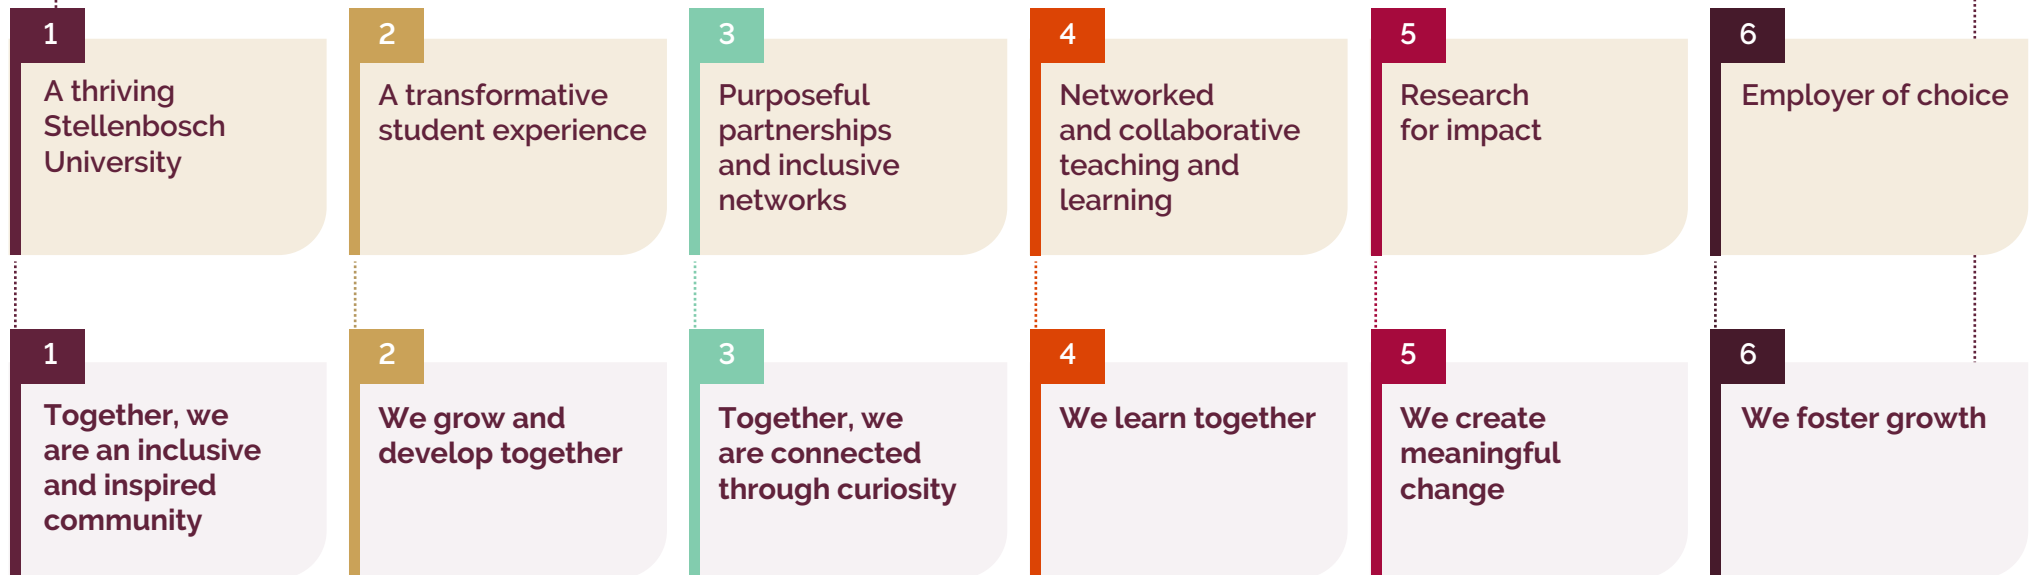 1
A thriving
Stellenbosch
University
2
A transformative
student experience
3
Purposeful
partnerships
and inclusive
networks
4
Networked
and collaborative
teaching and
learning
5
Research
for impact
6
Employer of choice
1
Together, we
are an inclusive
and inspired
community
2
We grow and
develop together
3
Together, we
are connected
through curiosity
4
We learn together
5
We create
meaningful
change
6
We foster growth